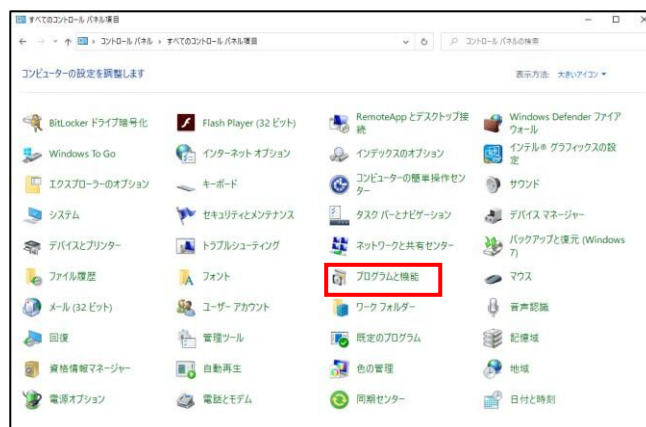 すべてのコントロール パネル項目
コントロール パネル › すべてのコントロール パネル項目
コントロール パネルの検索
コンピューターの設定を調整します
表示方法: 大きいアイコン
BitLocker ドライブ暗号化
Flash Player (32 ビット)
RemoteApp とデスクトップ接
続
Windows Defender ファイア
ウォール
Windows To Go
インターネット オプション
インデックスのオプション
インテル® グラフィックスの設
定
エクスプローラーのオプション
キーボード
コンピューターの簡単操作セン
ター
サウンド
システム
セキュリティとメンテナンス
タスク バーとナビゲーション
デバイス マネージャー
デバイスとプリンター
トラブルシューティング
ネットワークと共有センター
バックアップと復元 (Windows
7)
ファイル履歴
フォント
プログラムと機能
マウス
メール (32 ビット)
ユーザー アカウント
ワーク フォルダー
音声認識
回復
管理ツール
既定のプログラム
記憶域
資格情報マネージャー
自動再生
色の管理
地域
電源オプション
電話とモデム
同期センター
日付と時刻